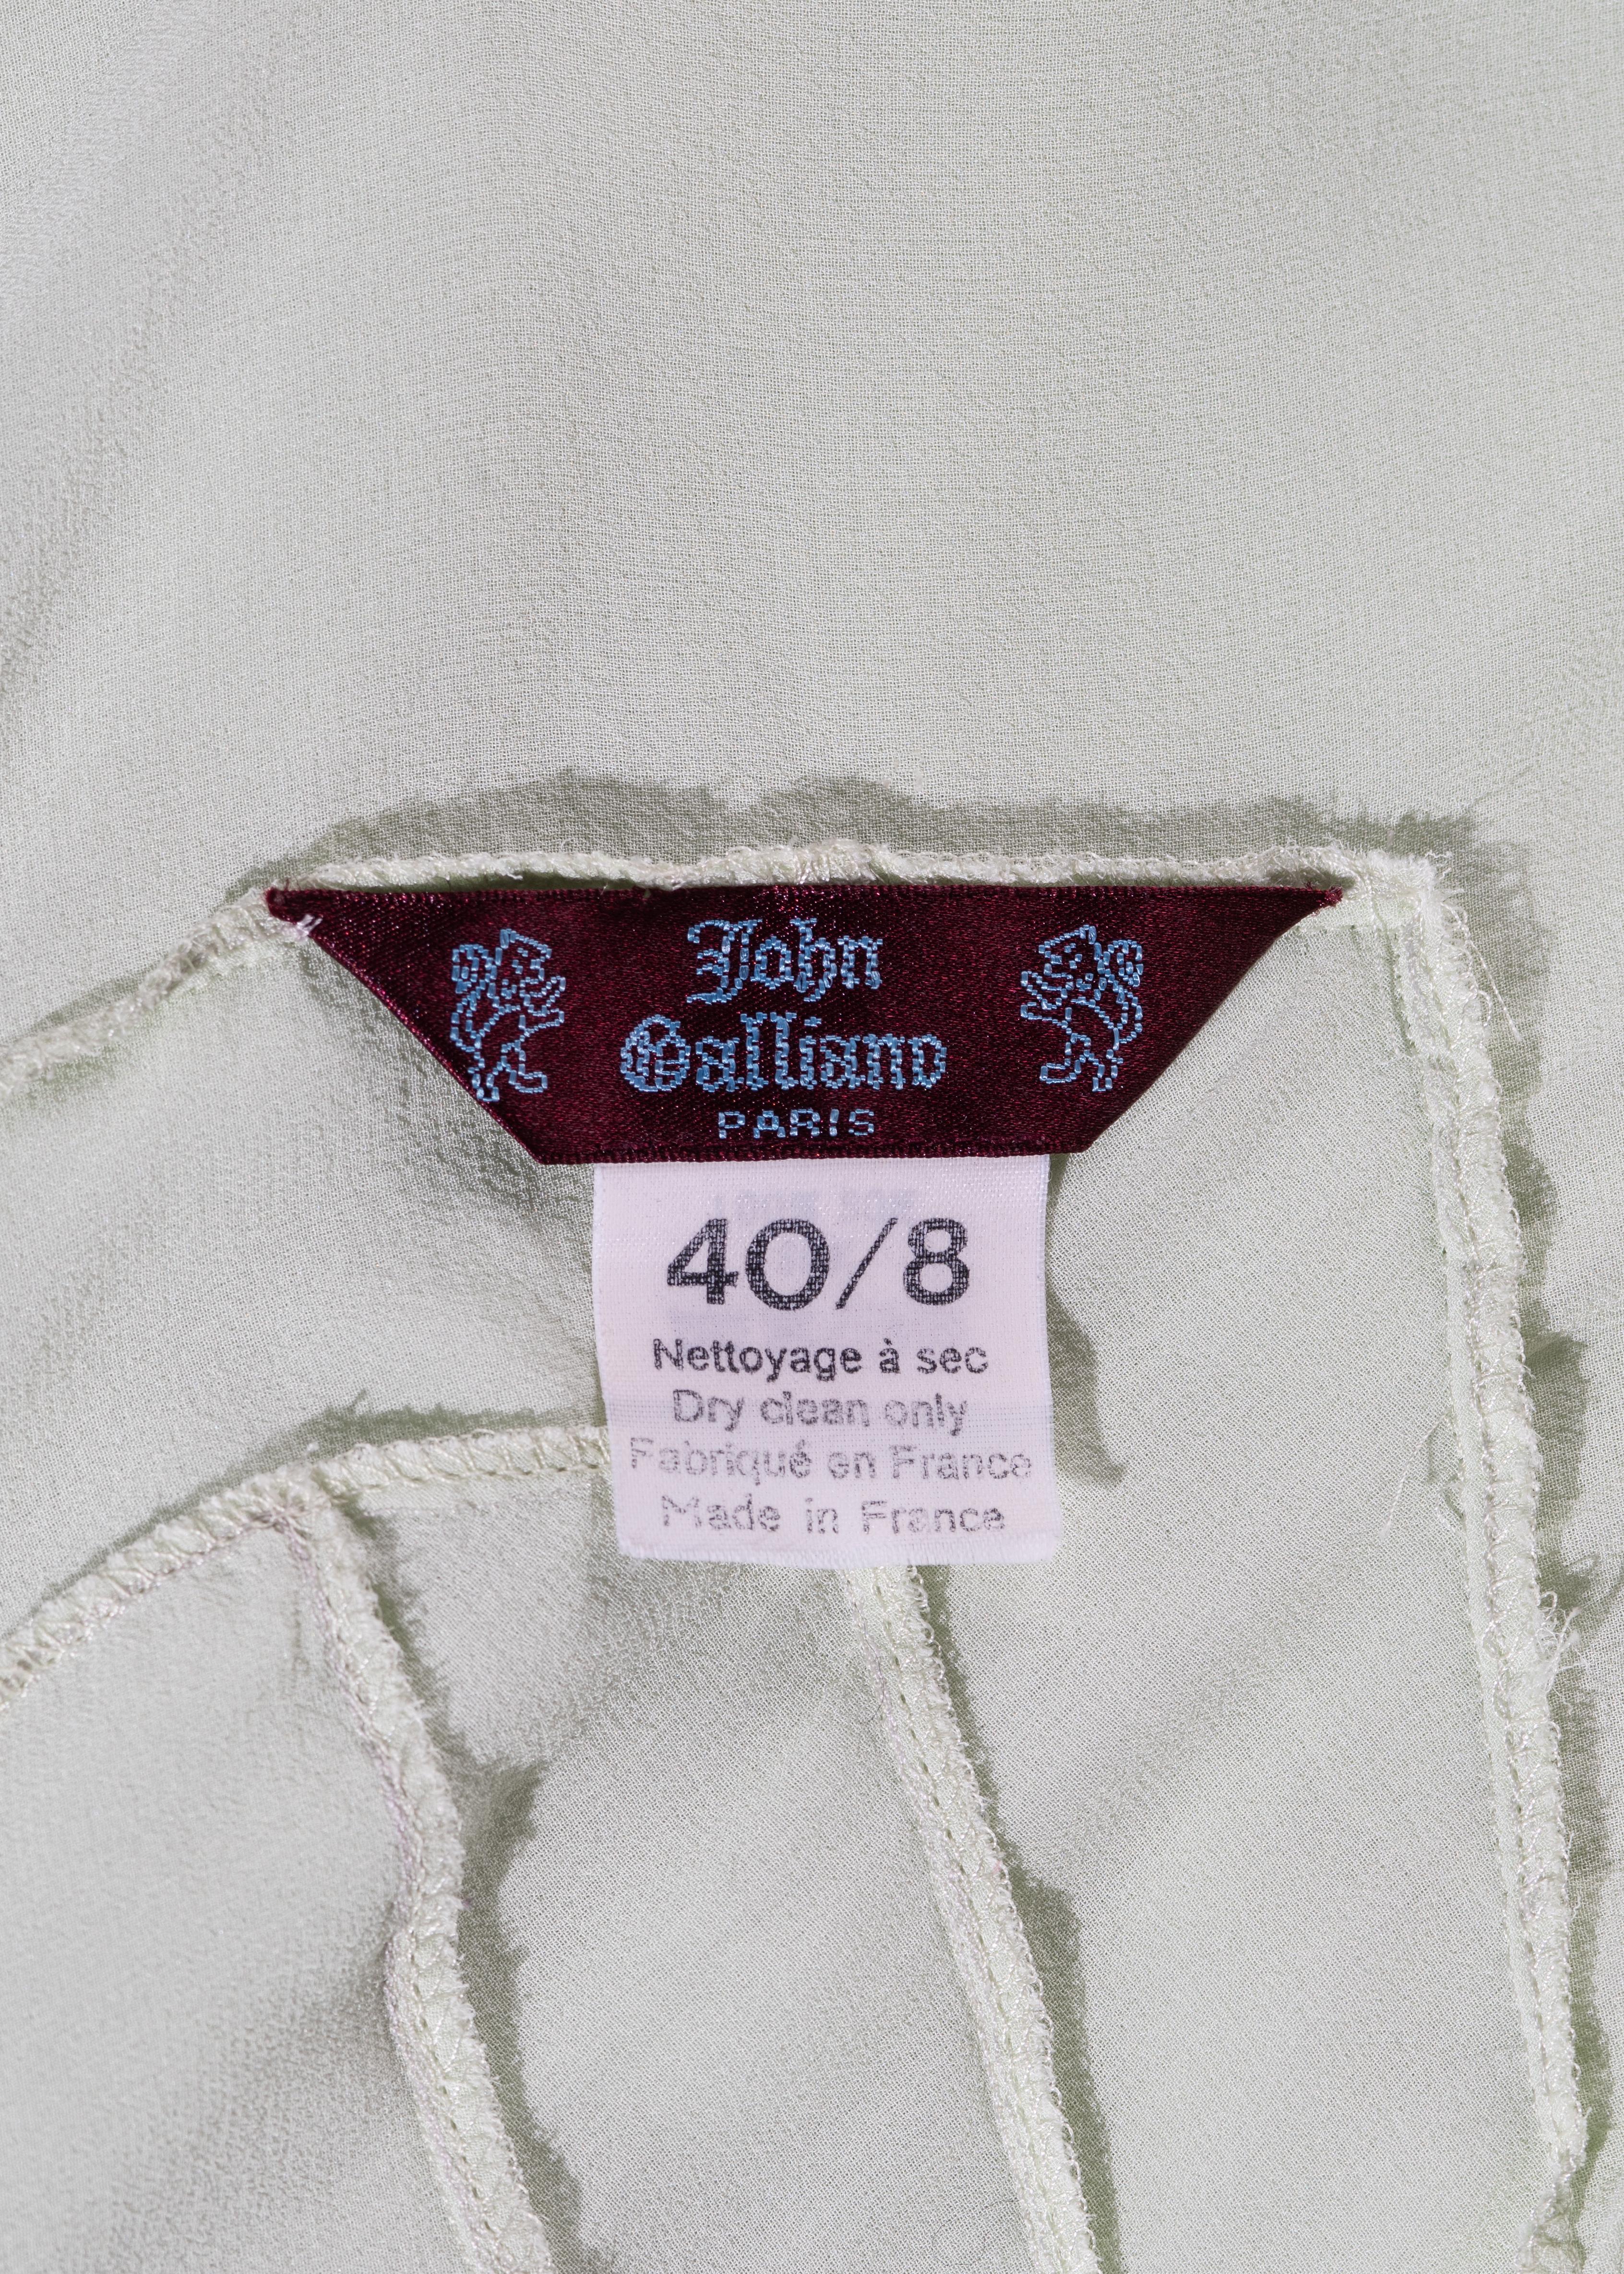 John
Galliano
PARIS
40/8
Nettoyage à sec
Dry clean only
Fabriqué en France
Made in France